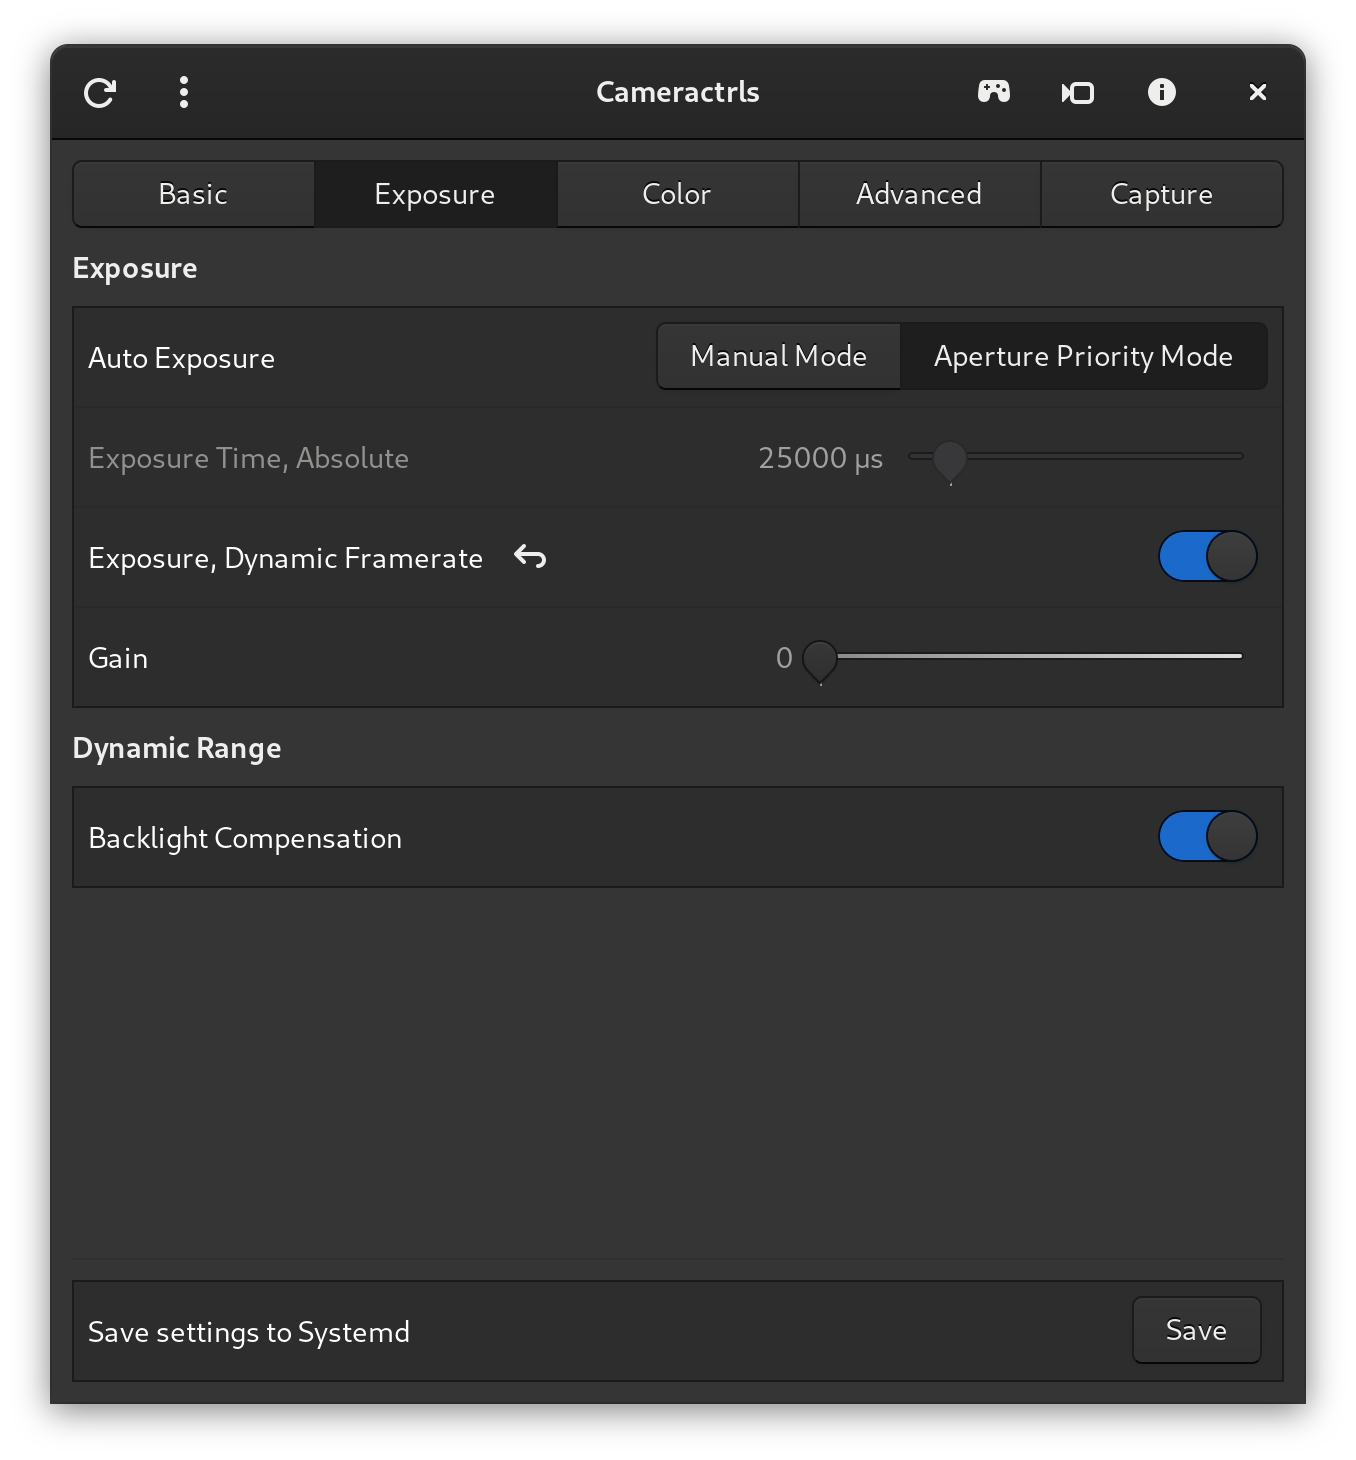 Cameractrls
Basic Exposure Color Advanced Capture
Exposure
Auto Exposure Manual Mode Aperture Priority Mode
Exposure Time, Absolute 25000 µs
Exposure, Dynamic Framerate
Gain 0
Dynamic Range
Backlight Compensation
Save settings to Systemd Save